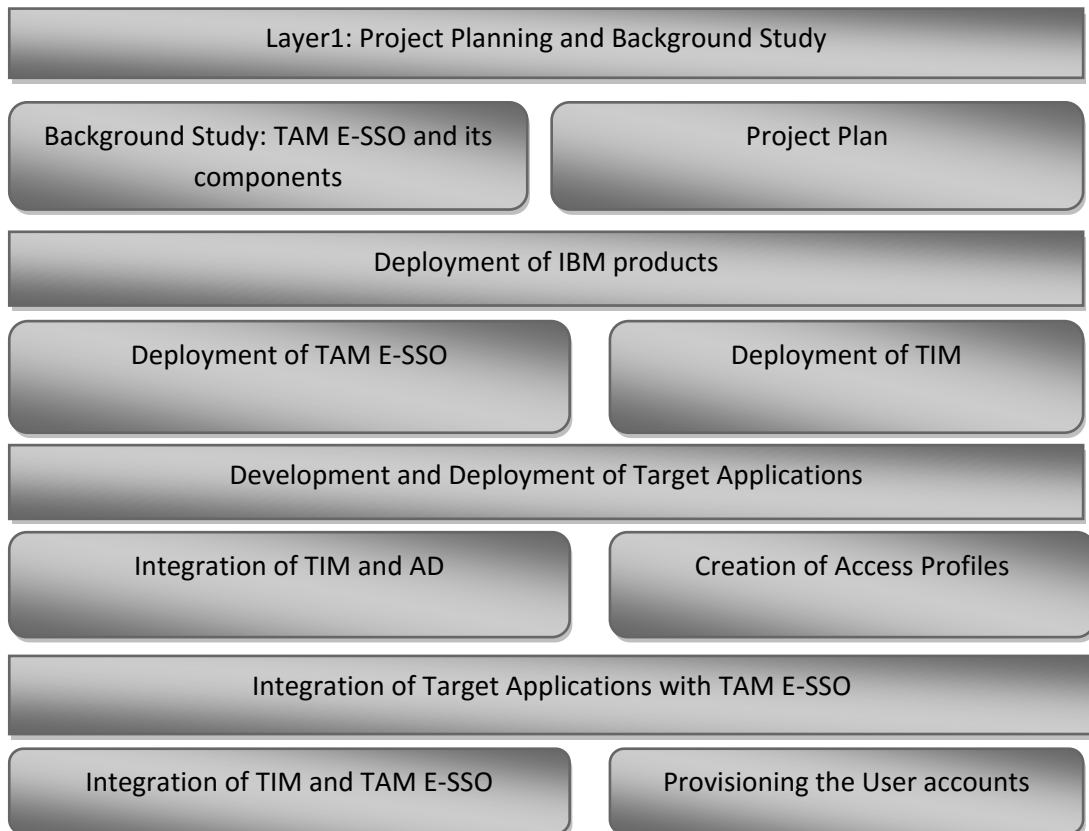 Layer1: Project Planning and Background Study
Background Study: TAM E-SSO and its
components
Project Plan
Deployment of IBM products
Deployment of TAM E-SSO
Deployment of TIM
Development and Deployment of Target Applications
Integration of TIM and AD
Creation of Access Profiles
Integration of Target Applications with TAM E-SSO
Integration of TIM and TAM E-SSO
Provisioning the User accounts